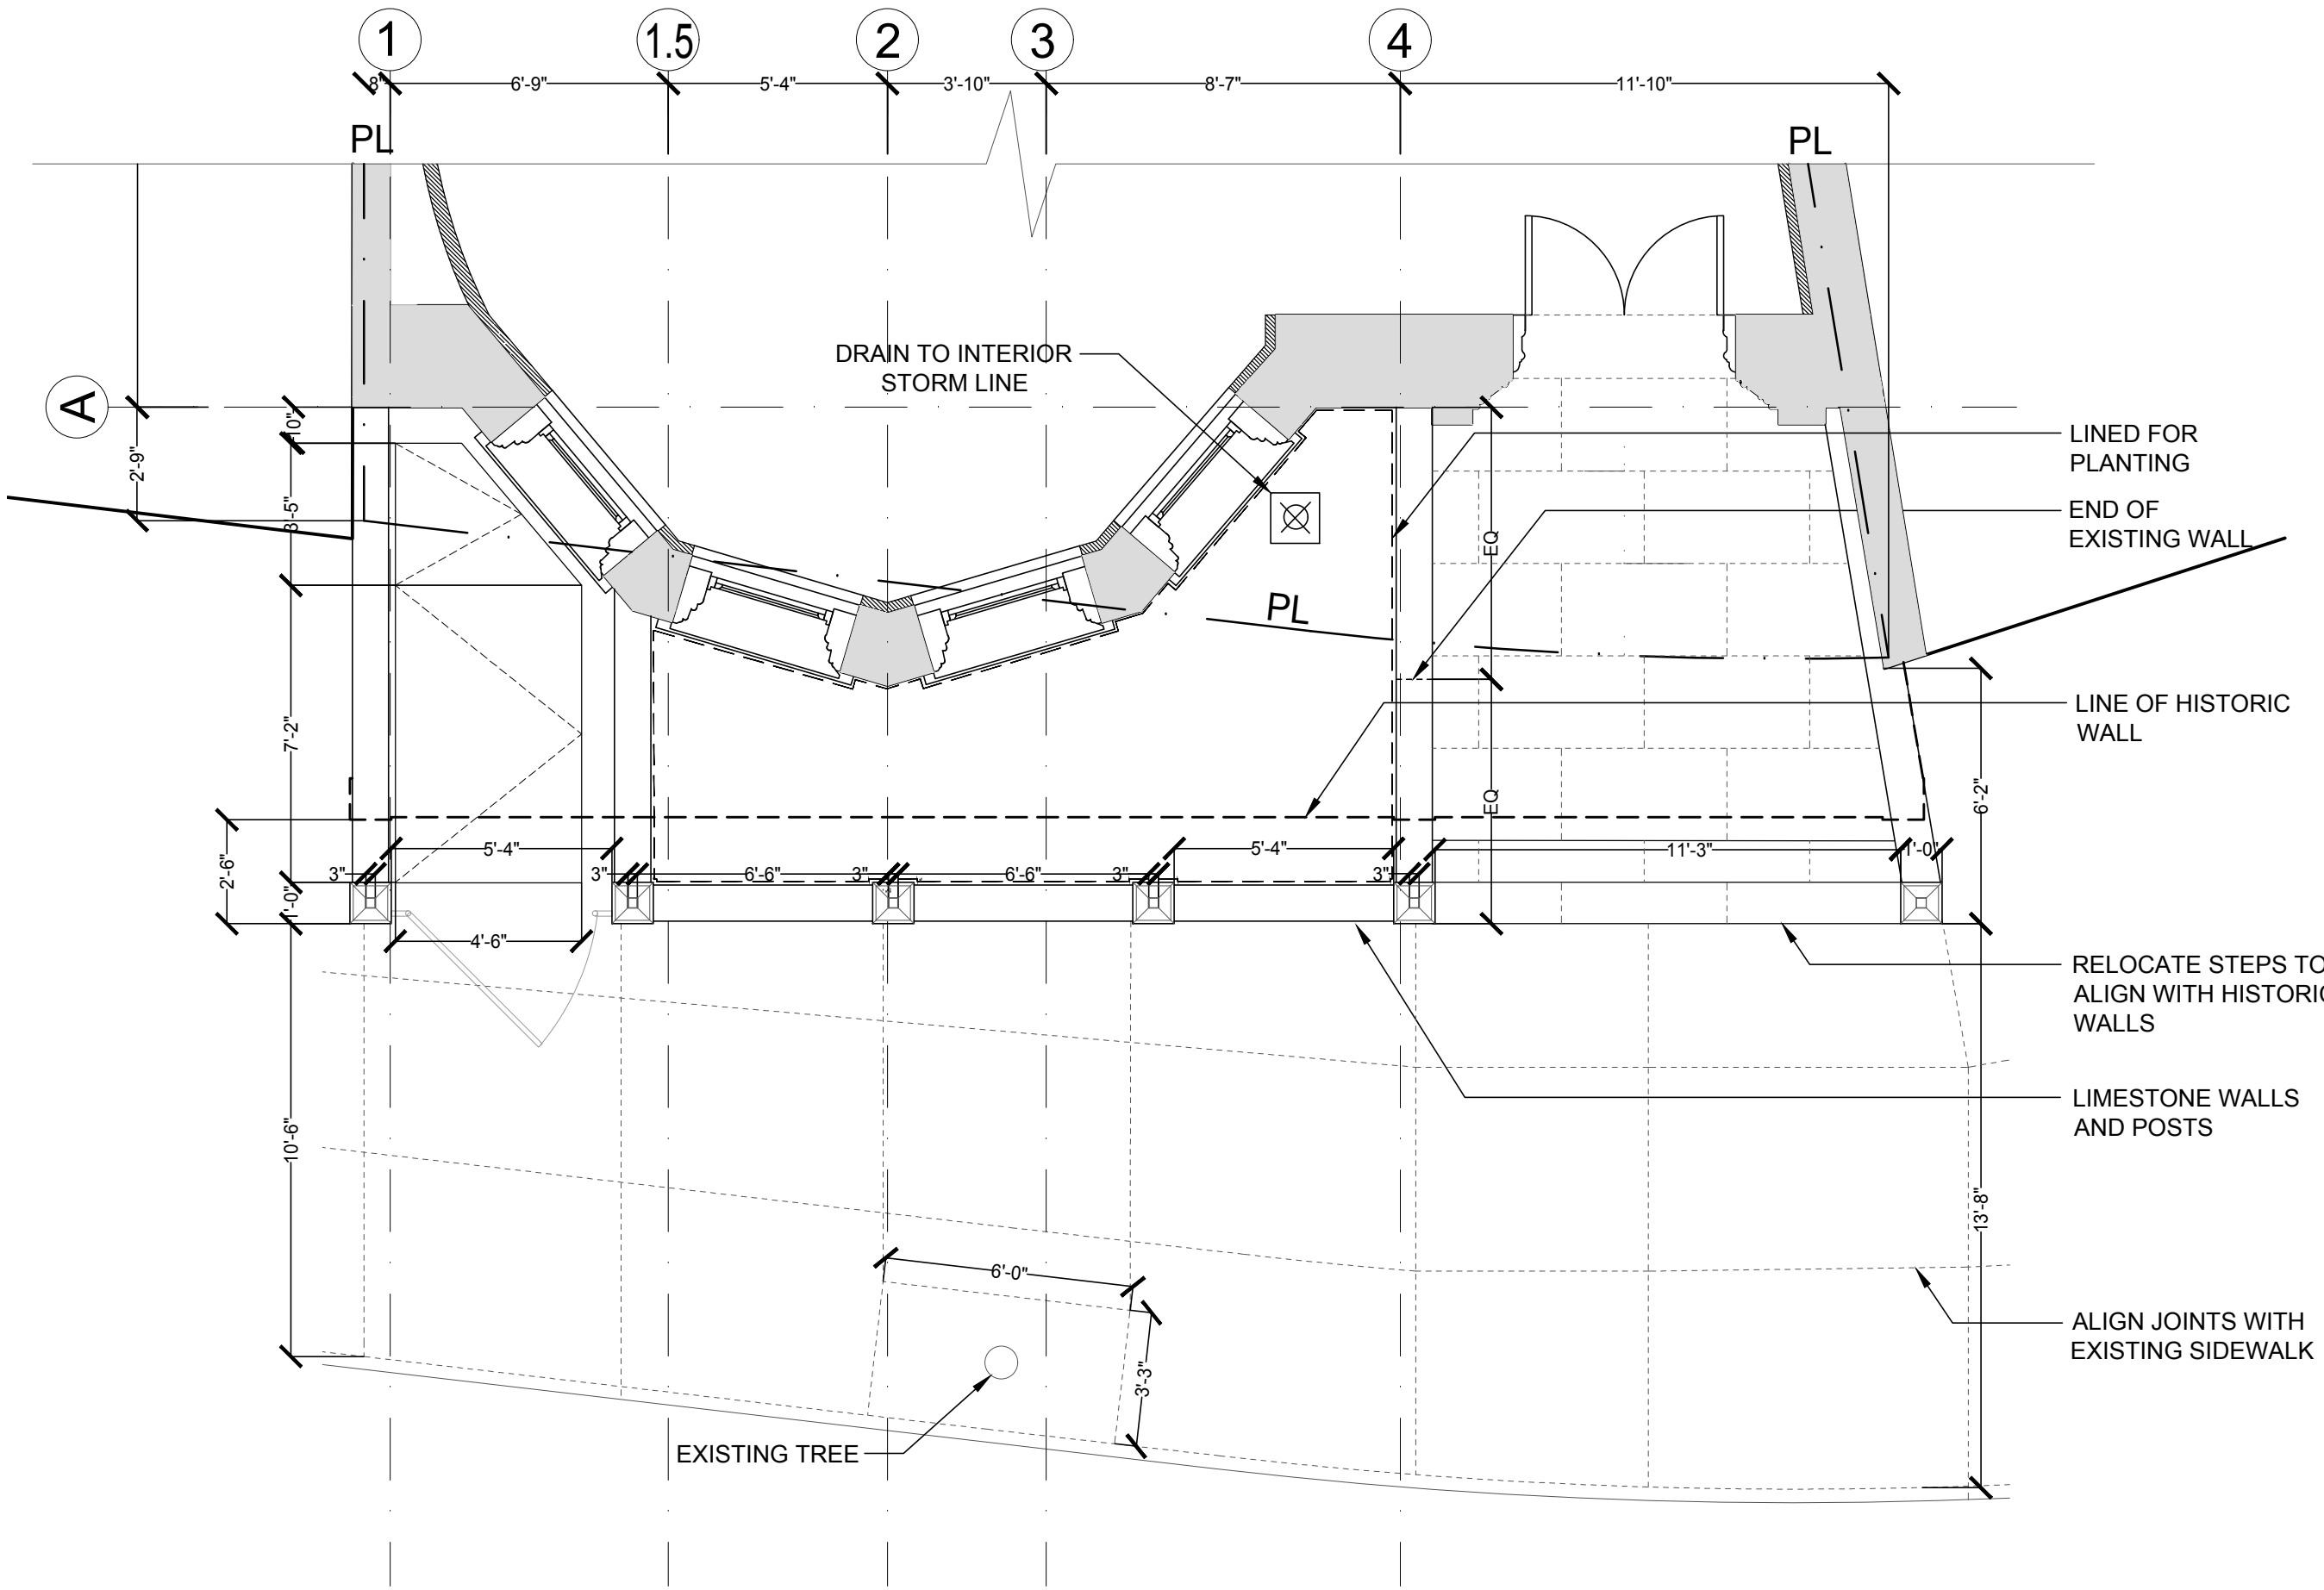 1
1.5
2
3
4
8"
6'-9"
5'-4"
3'-10"
8'-7"
11'-10"
PL
PL
DRAIN TO INTERIOR
STORM LINE
A
10"
2'-9"
3'-5"
LINED FOR
PLANTING
END OF
EXISTING WALL
EQ
PL
LINE OF HISTORIC
WALL
7'-2"
6'-2"
EQ
2'-6"
5'-4"
5'-4"
11'-3"
1'-0"
3"
3"
6'-6"
3"
6'-6"
3"
3"
1'-0"
4'-6"
RELOCATE STEPS TO
ALIGN WITH HISTORIC
WALLS
LIMESTONE WALLS
AND POSTS
10'-6"
13'-8"
6'-0"
3'-3"
ALIGN JOINTS WITH
EXISTING SIDEWALK
EXISTING TREE